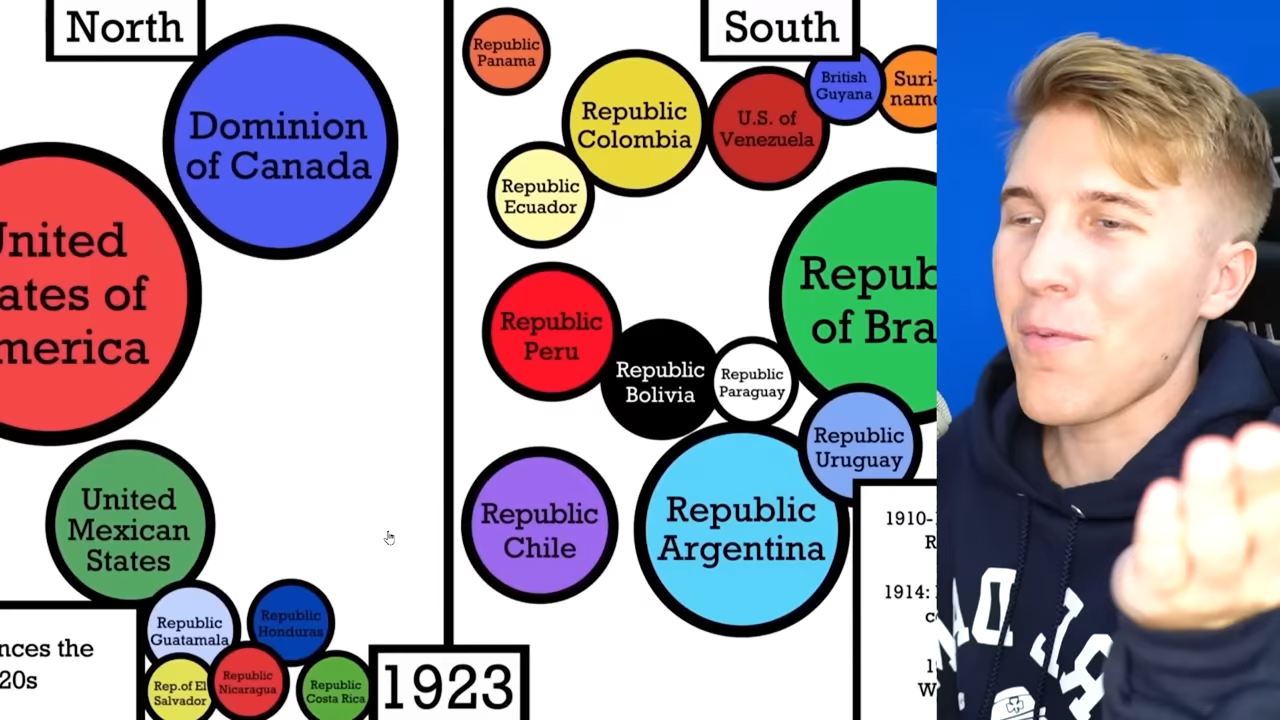 North
Dominion
of Canada
United
ates of
merica
United
Mexican
States
Republic
Guatamala
Republic
Honduras
Rep.of El
Salvador
Republic
Nicaragua
Republic
Costa Rica
nces the
20s
1923
South
Republic
Panama
Republic
Colombia
U.S. of
Venezuela
British
Guyana
Suri-
name
Republic
Ecuador
Repub
of Bra
Republic
Peru
Republic
Bolivia
Republic
Paraguay
Republic
Uruguay
Republic
Chile
Republic
Argentina
1910-
R
1914:
c
W